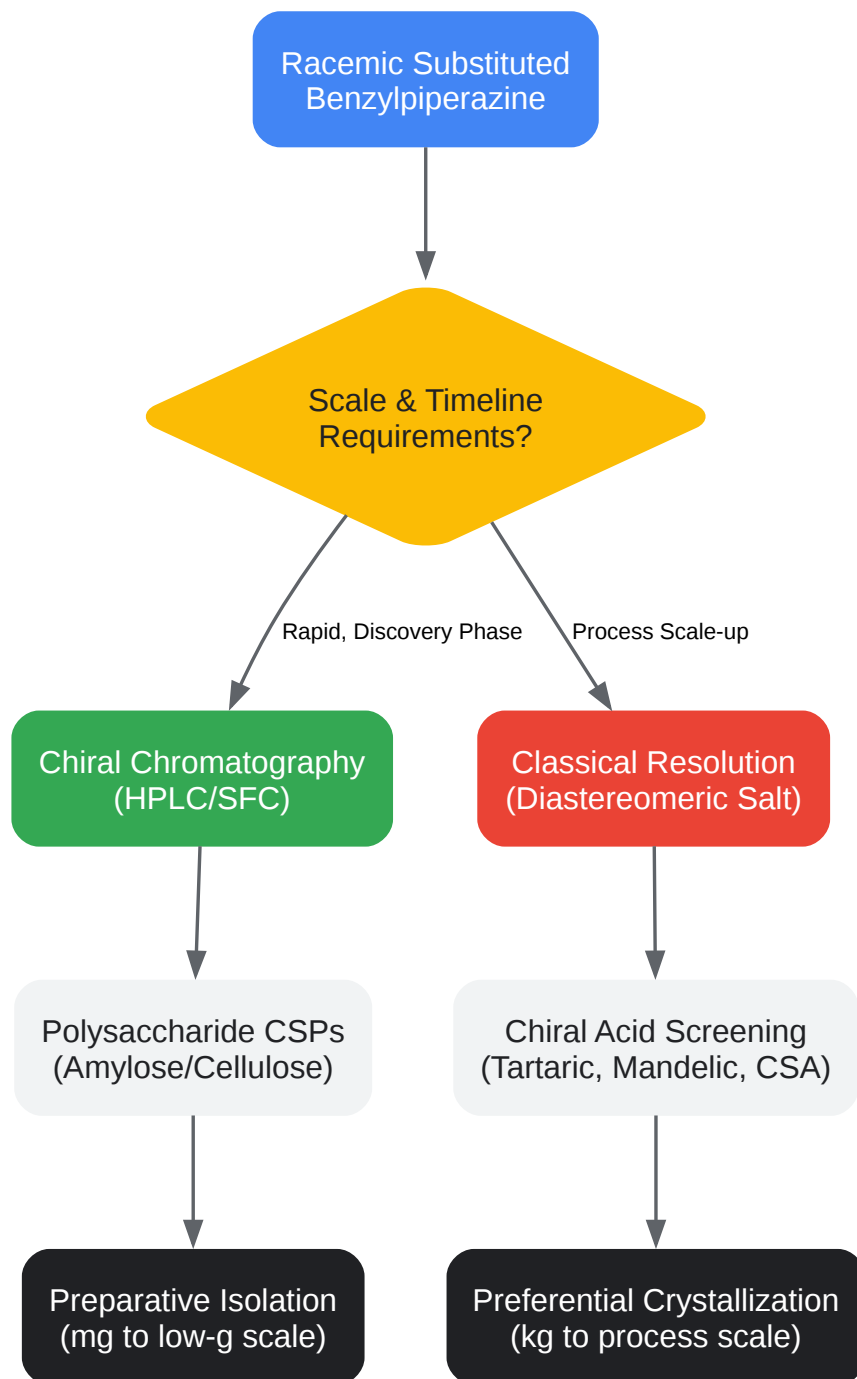 Racemic Substituted
Benzylpiperazine
Scale & Timeline
Requirements?
Rapid, Discovery Phase
Process Scale-up
Chiral Chromatography
(HPLC/SFC)
Classical Resolution
(Diastereomeric Salt)
Polysaccharide CSPs
(Amylose/Cellulose)
Chiral Acid Screening
(Tartaric, Mandelic, CSA)
Preparative Isolation
(mg to low-g scale)
Preferential Crystallization
(kg to process scale)